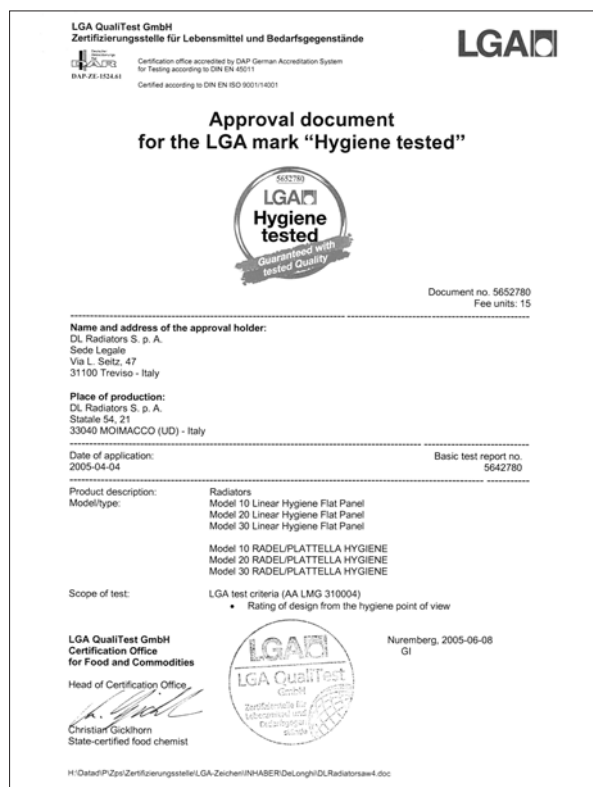 LGA QualiTest GmbH
Zertifizierungsstelle für Lebensmittel und Bedarfsgegenstände
LGA
DAR
DAP-ZE-1524.61
Certification office accredited by DAP German Accreditation System
for Testing according to DIN EN 45011
Certified according to DIN EN ISO 9001/14001
Approval document
for the LGA mark “Hygiene tested”
5652780
LGA
Hygiene
tested
Guaranteed with
tested Quality
Document no. 5652780
Fee units: 15
Name and address of the approval holder:
DL Radiators S. p. A.
Sede Legale
Via L. Seitz, 47
31100 Treviso - Italy
Place of production:
DL Radiators S. p. A.
Statale 54, 21
33040 MOIMACCO (UD) - Italy
Date of application: Basic test report no.
2005-04-04 5642780
Product description: Radiators
Model/type: Model 10 Linear Hygiene Flat Panel
Model 20 Linear Hygiene Flat Panel
Model 30 Linear Hygiene Flat Panel
Model 10 RADEL/PLATTELLA HYGIENE
Model 20 RADEL/PLATTELLA HYGIENE
Model 30 RADEL/PLATTELLA HYGIENE
Scope of test: LGA test criteria (AA LMG 310004)
• Rating of design from the hygiene point of view
LGA QualiTest GmbH
Certification Office
for Food and Commodities
Nuremberg, 2005-06-08
GI
LGA
LGA QualiTest
GmbH
Zertifizierstelle für
Lebensmittel und
Bedarfsgegen-
stände
Head of Certification Office
Christian Gicklhorn
State-certified food chemist
H:\Datad\P\Zps\Zertifizierungsstelle\LGA-Zeichen\INHABER\DeLonghi\DLRadiatorsaw4.doc